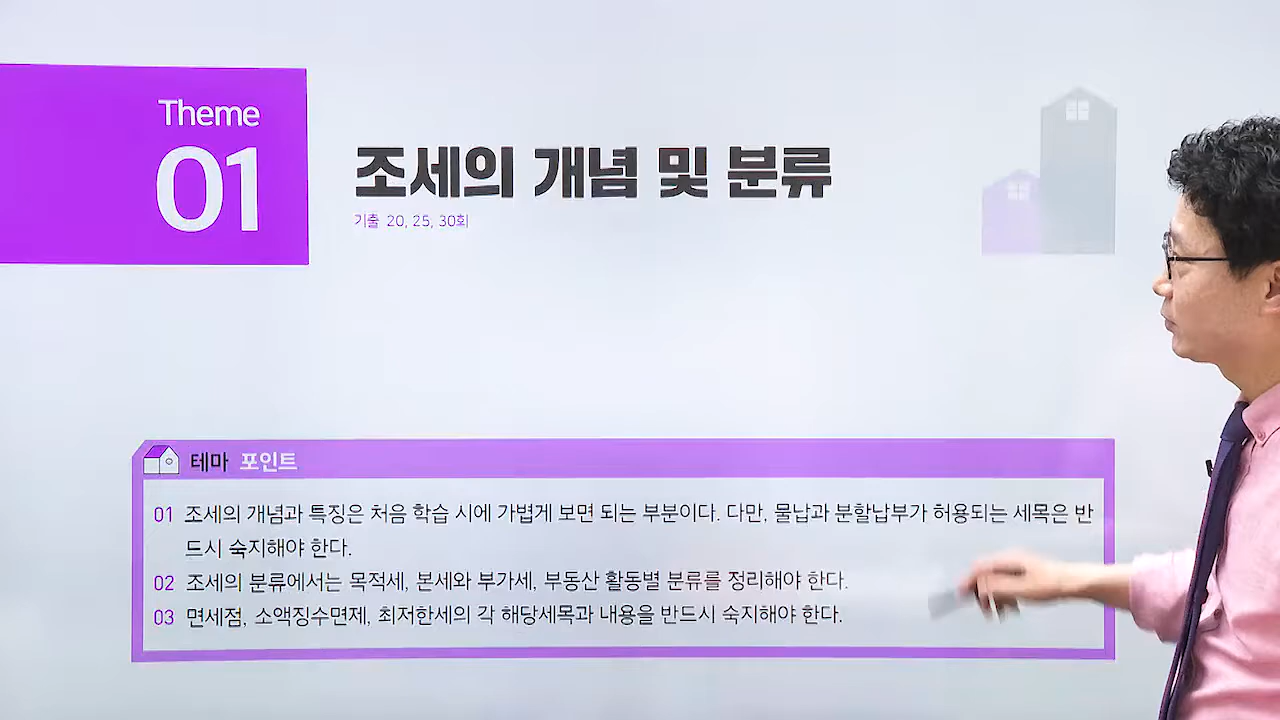 Theme
01
조세의 개념 및 분류
기출 20, 25, 30회
테마 포인트
01 조세의 개념과 특징은 처음 학습 시에 가볍게 보면 되는 부분이다. 다만, 물납과 분할납부가 허용되는 세목은 반
드시 숙지해야 한다.
02 조세의 분류에서는 목적세, 본세와 부가세, 부동산 활동별 분류를 정리해야 한다.
03 면세점, 소액징수면제, 최저한세의 각 해당세목과 내용을 반드시 숙지해야 한다.